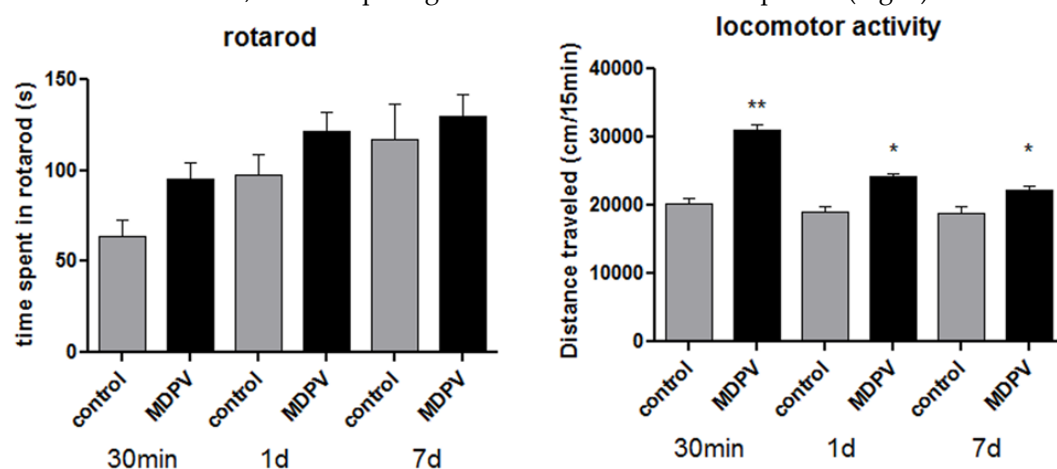 rotarod
time spent in rotarod (s)
150
100
50
0
control
MDPV
control
MDPV
control
MDPV
30min
1d
7d
locomotor activity
Distance traveled (cm/15min)
40000
30000
20000
10000
0
**
*
*
control
MDPV
control
MDPV
control
MDPV
30min
1d
7d